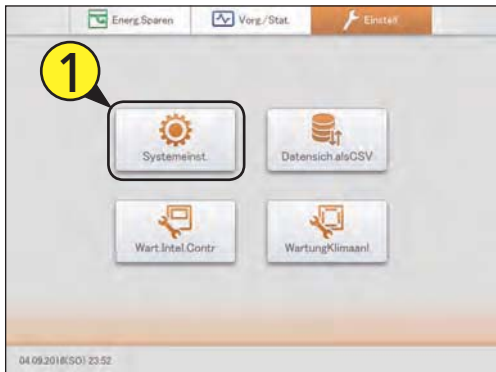 Energ.Sparen Vorg./Stat. Einstell
1
Systemeinst. Datensich.alsCSV
Wart.Intel.Contr WartungKlimaanl.
04.09.2018(SO) 23:52